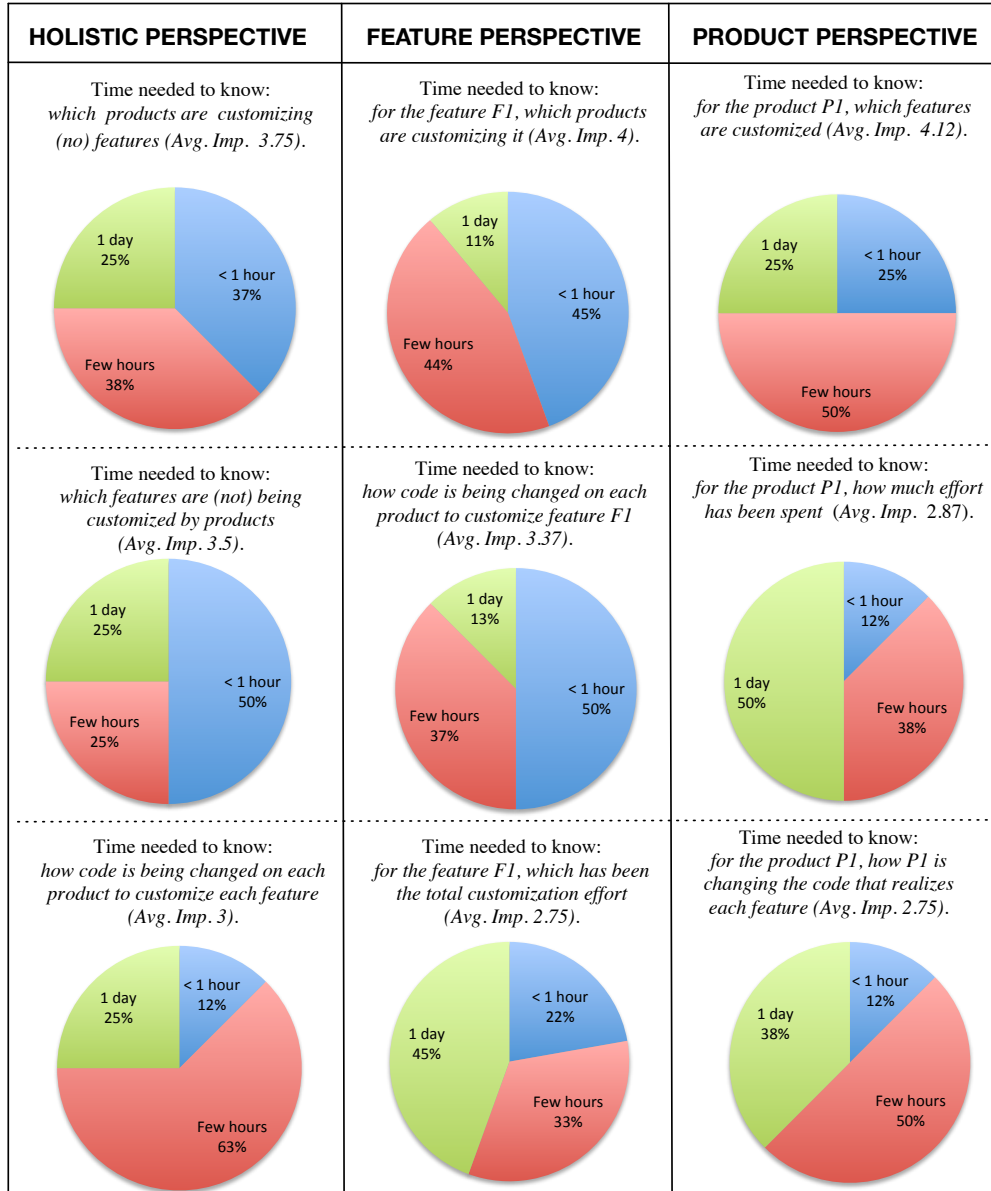 HOLISTIC PERSPECTIVE
FEATURE PERSPECTIVE
PRODUCT PERSPECTIVE
Time needed to know:
which products are customizing
(no) features (Avg. Imp. 3.75).
1 day
25%
< 1 hour
37%
Few hours
38%
Time needed to know:
for the feature F1, which products
are customizing it (Avg. Imp. 4).
1 day
11%
< 1 hour
45%
Few hours
44%
Time needed to know:
for the product P1, which features
are customized (Avg. Imp. 4.12).
1 day
25%
< 1 hour
25%
Few hours
50%
Time needed to know:
which features are (not) being
customized by products
(Avg. Imp. 3.5).
1 day
25%
< 1 hour
50%
Few hours
25%
Time needed to know:
how code is being changed on each
product to customize feature F1
(Avg. Imp. 3.37).
1 day
13%
< 1 hour
50%
Few hours
37%
Time needed to know:
for the product P1, how much effort
has been spent (Avg. Imp. 2.87).
< 1 hour
12%
1 day
50%
Few hours
38%
Time needed to know:
how code is being changed on each
product to customize each feature
(Avg. Imp. 3).
1 day
25%
< 1 hour
12%
Few hours
63%
Time needed to know:
for the feature F1, which has been
the total customization effort
(Avg. Imp. 2.75).
< 1 hour
22%
1 day
45%
Few hours
33%
Time needed to know:
for the product P1, how P1 is
changing the code that realizes
each feature (Avg. Imp. 2.75).
< 1 hour
12%
1 day
38%
Few hours
50%